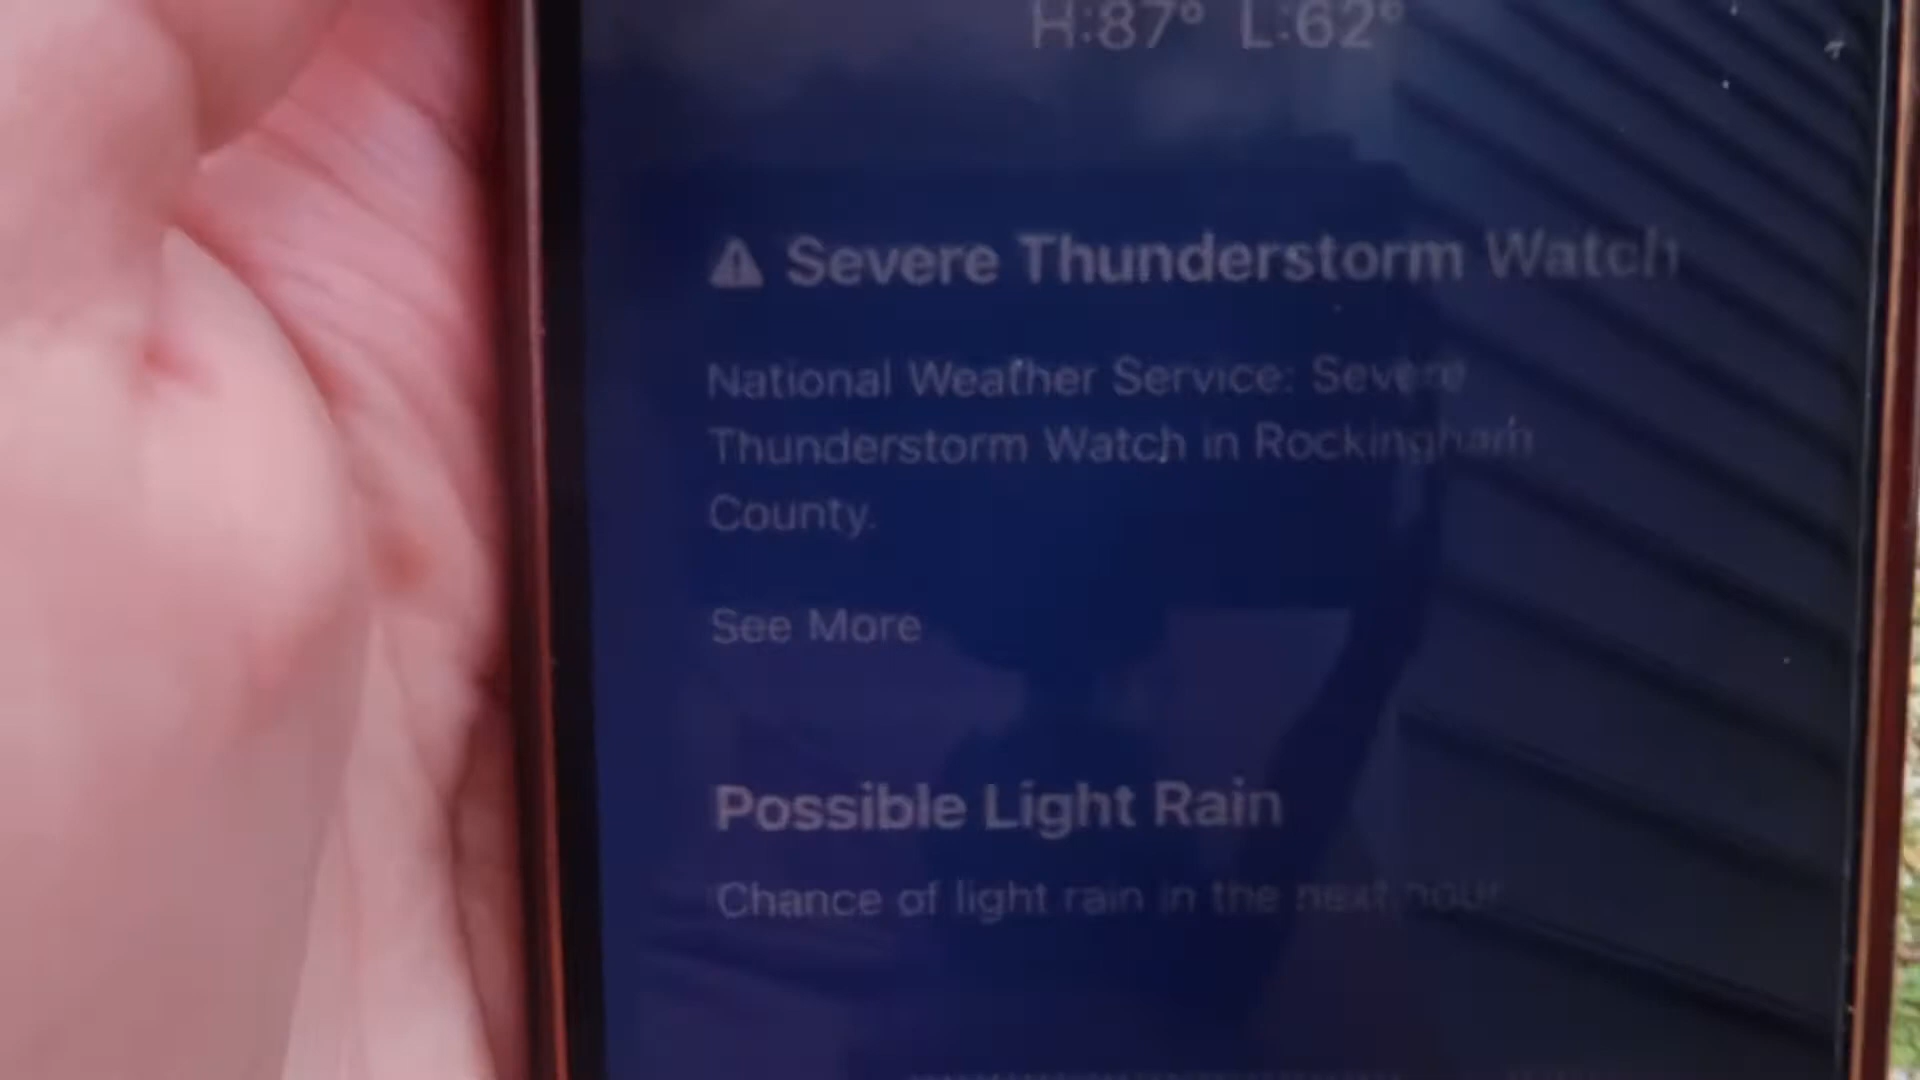 H:87° L:62°
Severe Thunderstorm Watch
National Weather Service: Severe
Thunderstorm Watch in Rockingham
County.
See More
Possible Light Rain
Chance of light rain in the next hour